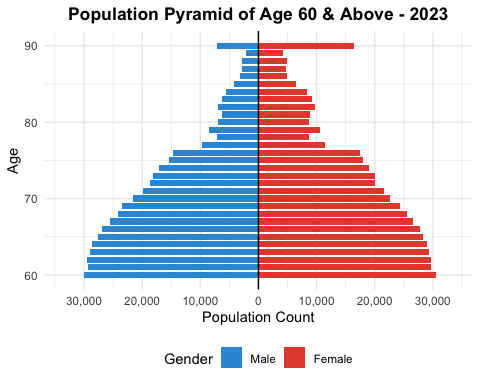 Population Pyramid of Age 60 & Above - 2023
90
80
70
60
Age
30,000 20,000 10,000 0 10,000 20,000 30,000
Population Count
Gender Male Female